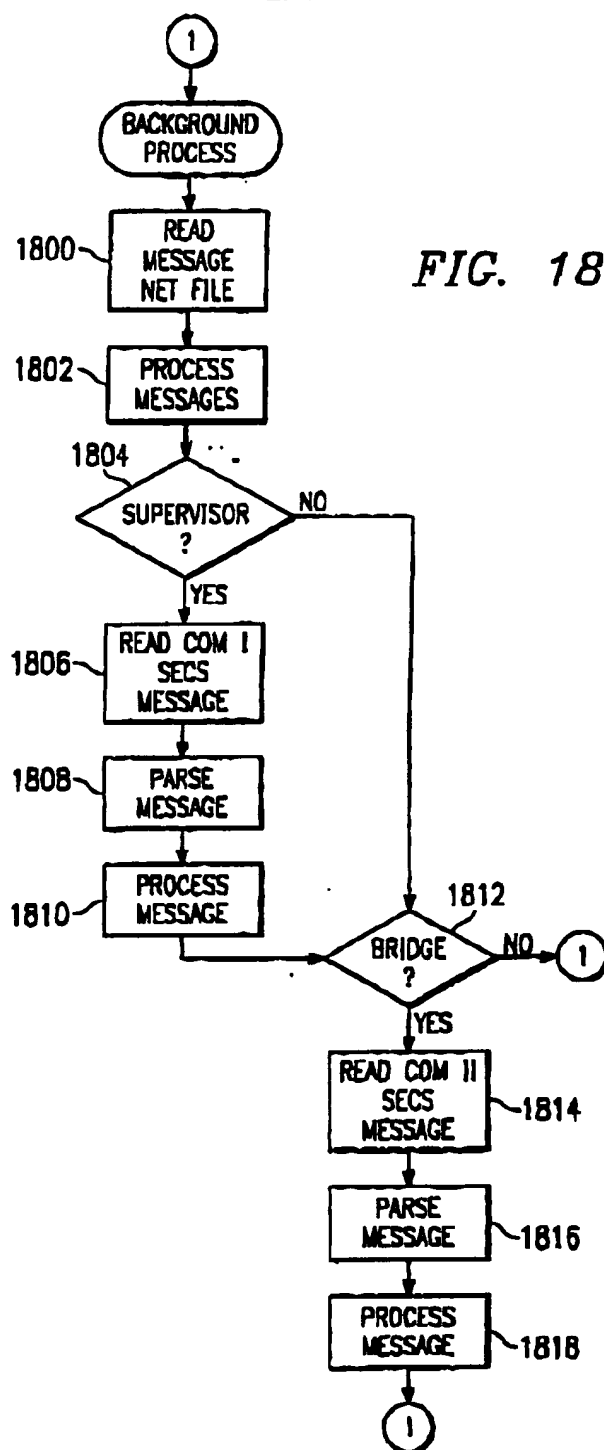 1
BACKGROUND
PROCESS
1800
READ
MESSAGE
NET FILE
FIG. 18
1802
PROCESS
MESSAGES
1804
SUPERVISOR
?
NO
YES
1806
READ COM I
SECS
MESSAGE
1808
PARSE
MESSAGE
1810
PROCESS
MESSAGE
1812
BRIDGE
?
NO
1
YES
READ COM II
SECS
MESSAGE
1814
PARSE
MESSAGE
1816
PROCESS
MESSAGE
1818
1